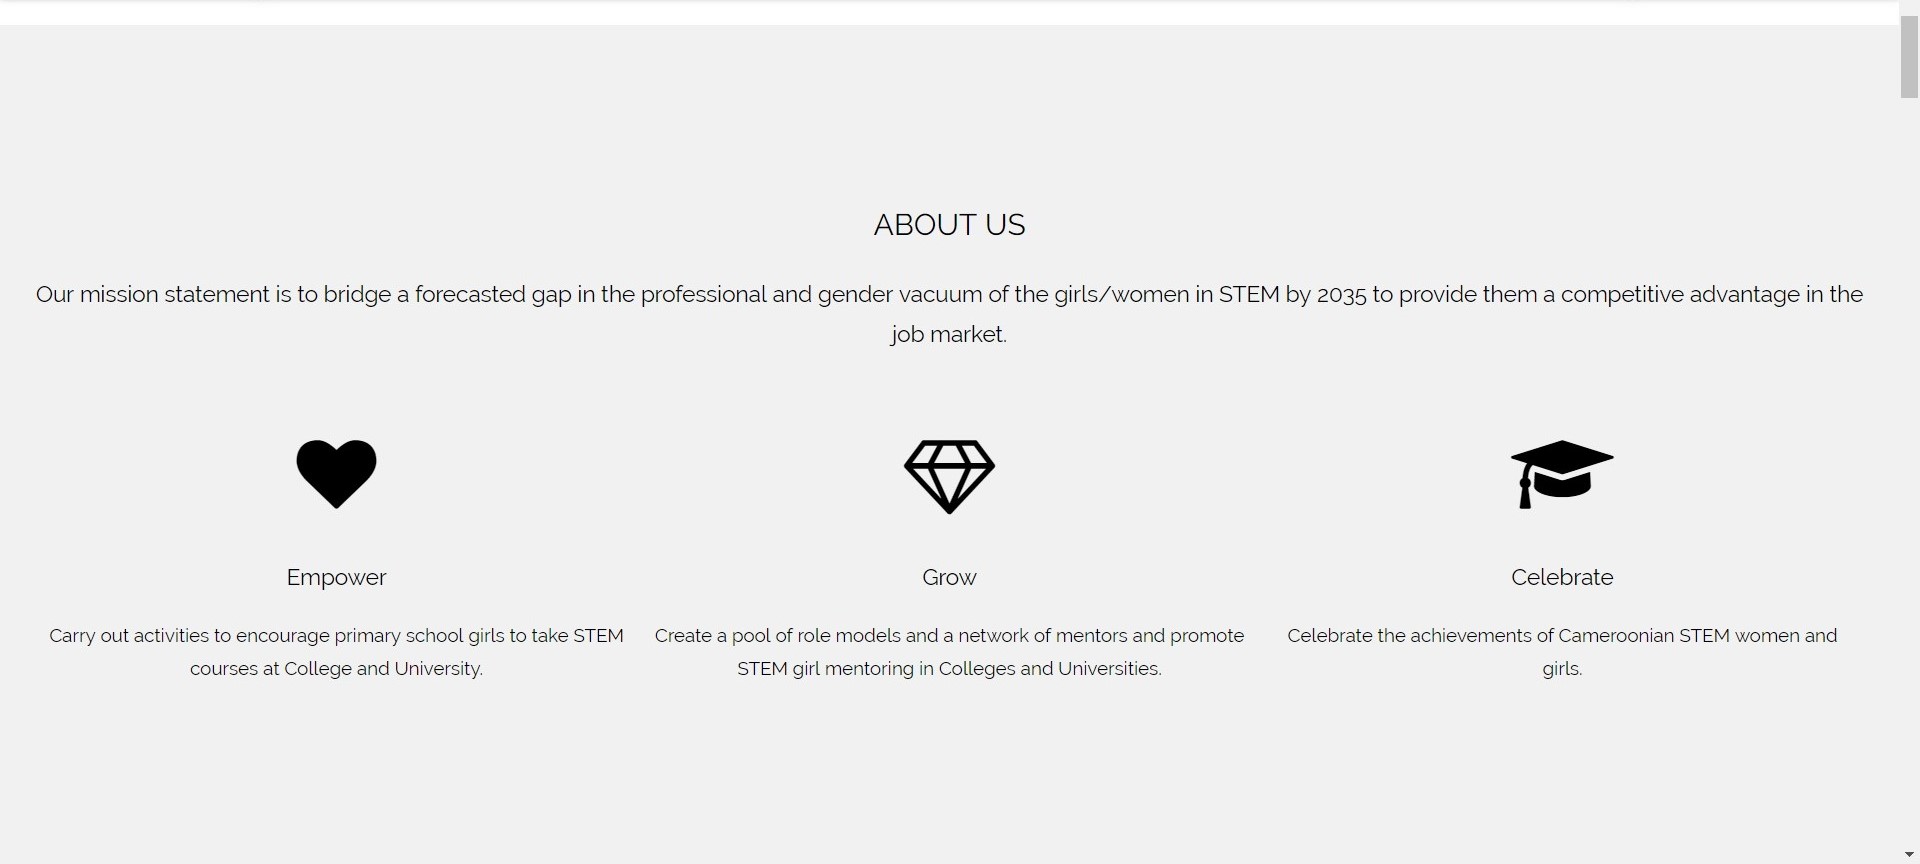 ABOUT US
Our mission statement is to bridge a forecasted gap in the professional and gender vacuum of the girls/women in STEM by 2035 to provide them a competitive advantage in the
job market.
Empower
Carry out activities to encourage primary school girls to take STEM
courses at College and University.
Grow
Create a pool of role models and a network of mentors and promote
STEM girl mentoring in Colleges and Universities.
Celebrate
Celebrate the achievements of Cameroonian STEM women and
girls.